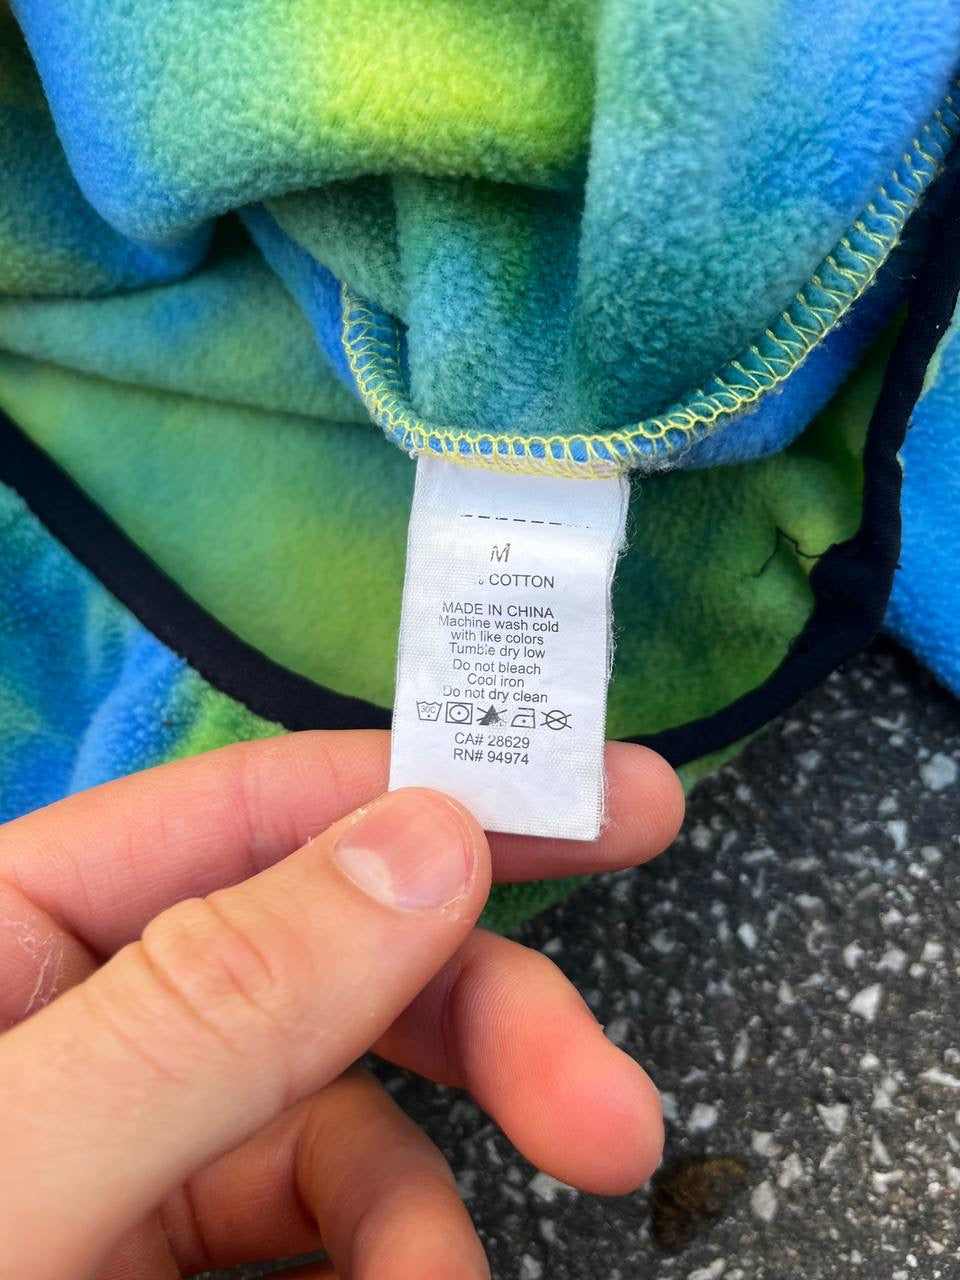 M
% COTTON
MADE IN CHINA
Machine wash cold
with like colors
Tumble dry low
Do not bleach
Cool iron
Do not dry clean
30C
CA# 28629
RN# 94974